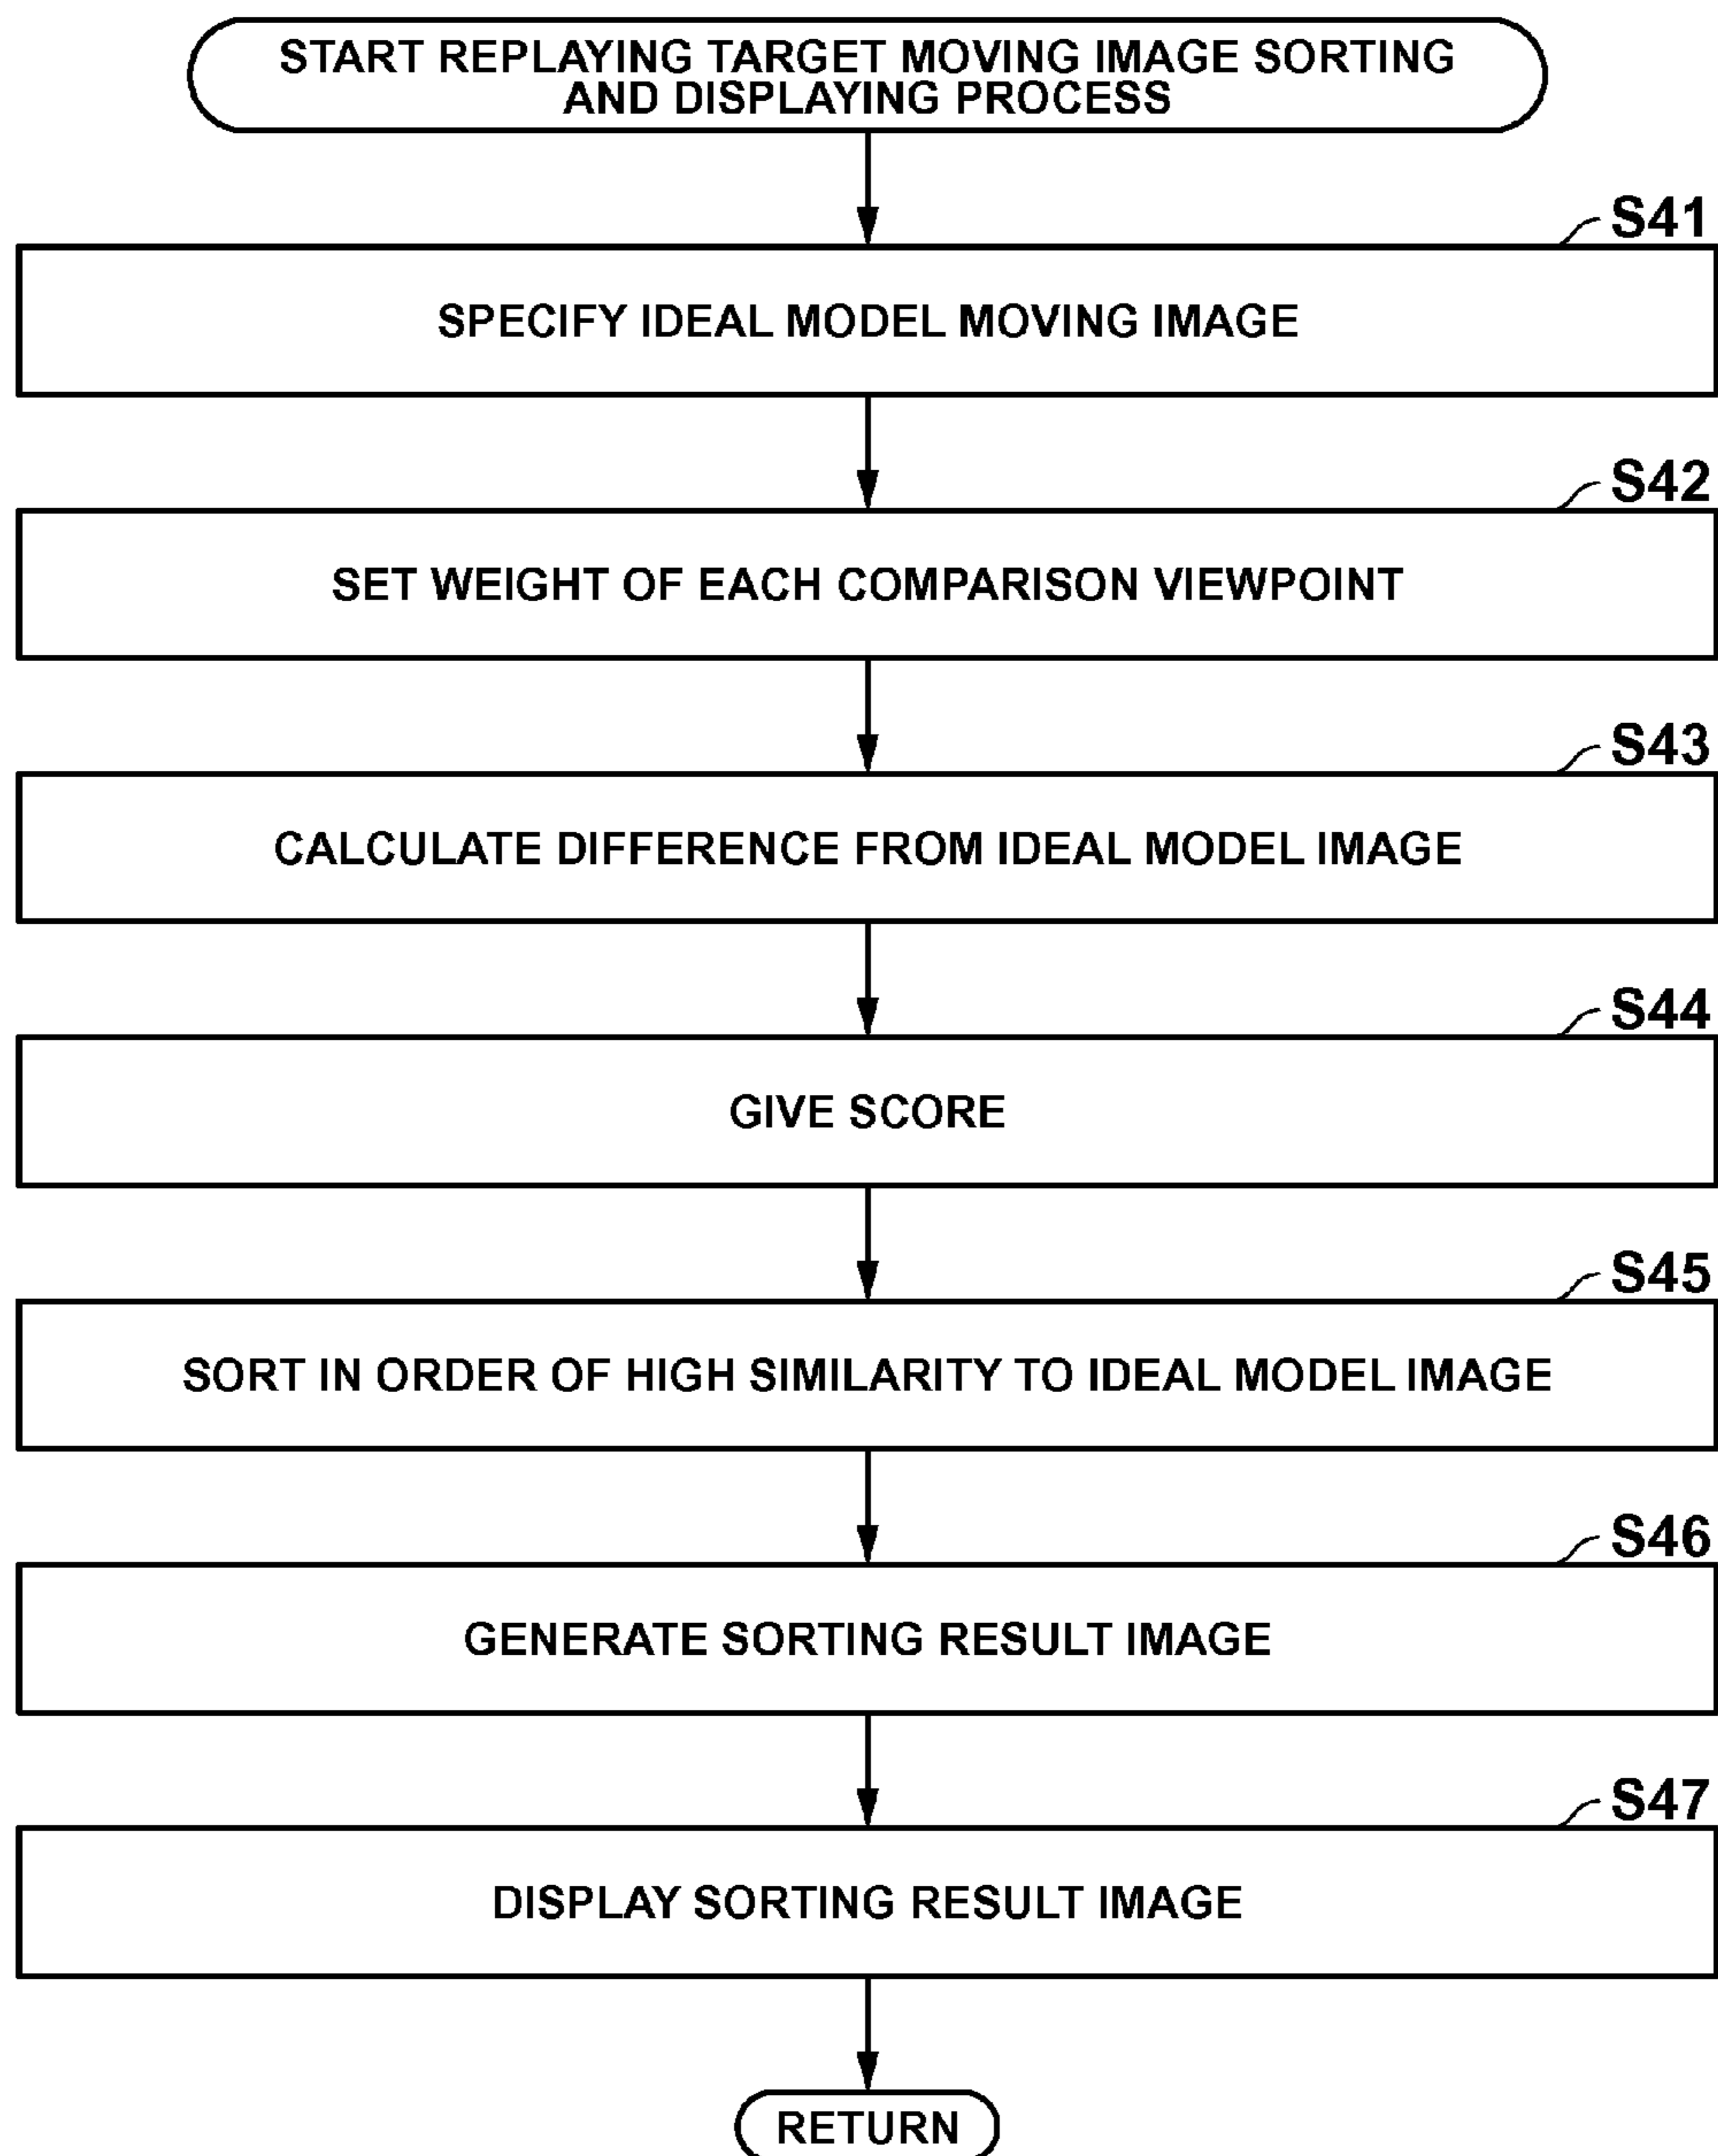 START REPLAYING TARGET MOVING IMAGE SORTING
AND DISPLAYING PROCESS
S41
SPECIFY IDEAL MODEL MOVING IMAGE
S42
SET WEIGHT OF EACH COMPARISON VIEWPOINT
S43
CALCULATE DIFFERENCE FROM IDEAL MODEL IMAGE
S44
GIVE SCORE
S45
SORT IN ORDER OF HIGH SIMILARITY TO IDEAL MODEL IMAGE
S46
GENERATE SORTING RESULT IMAGE
S47
DISPLAY SORTING RESULT IMAGE
RETURN